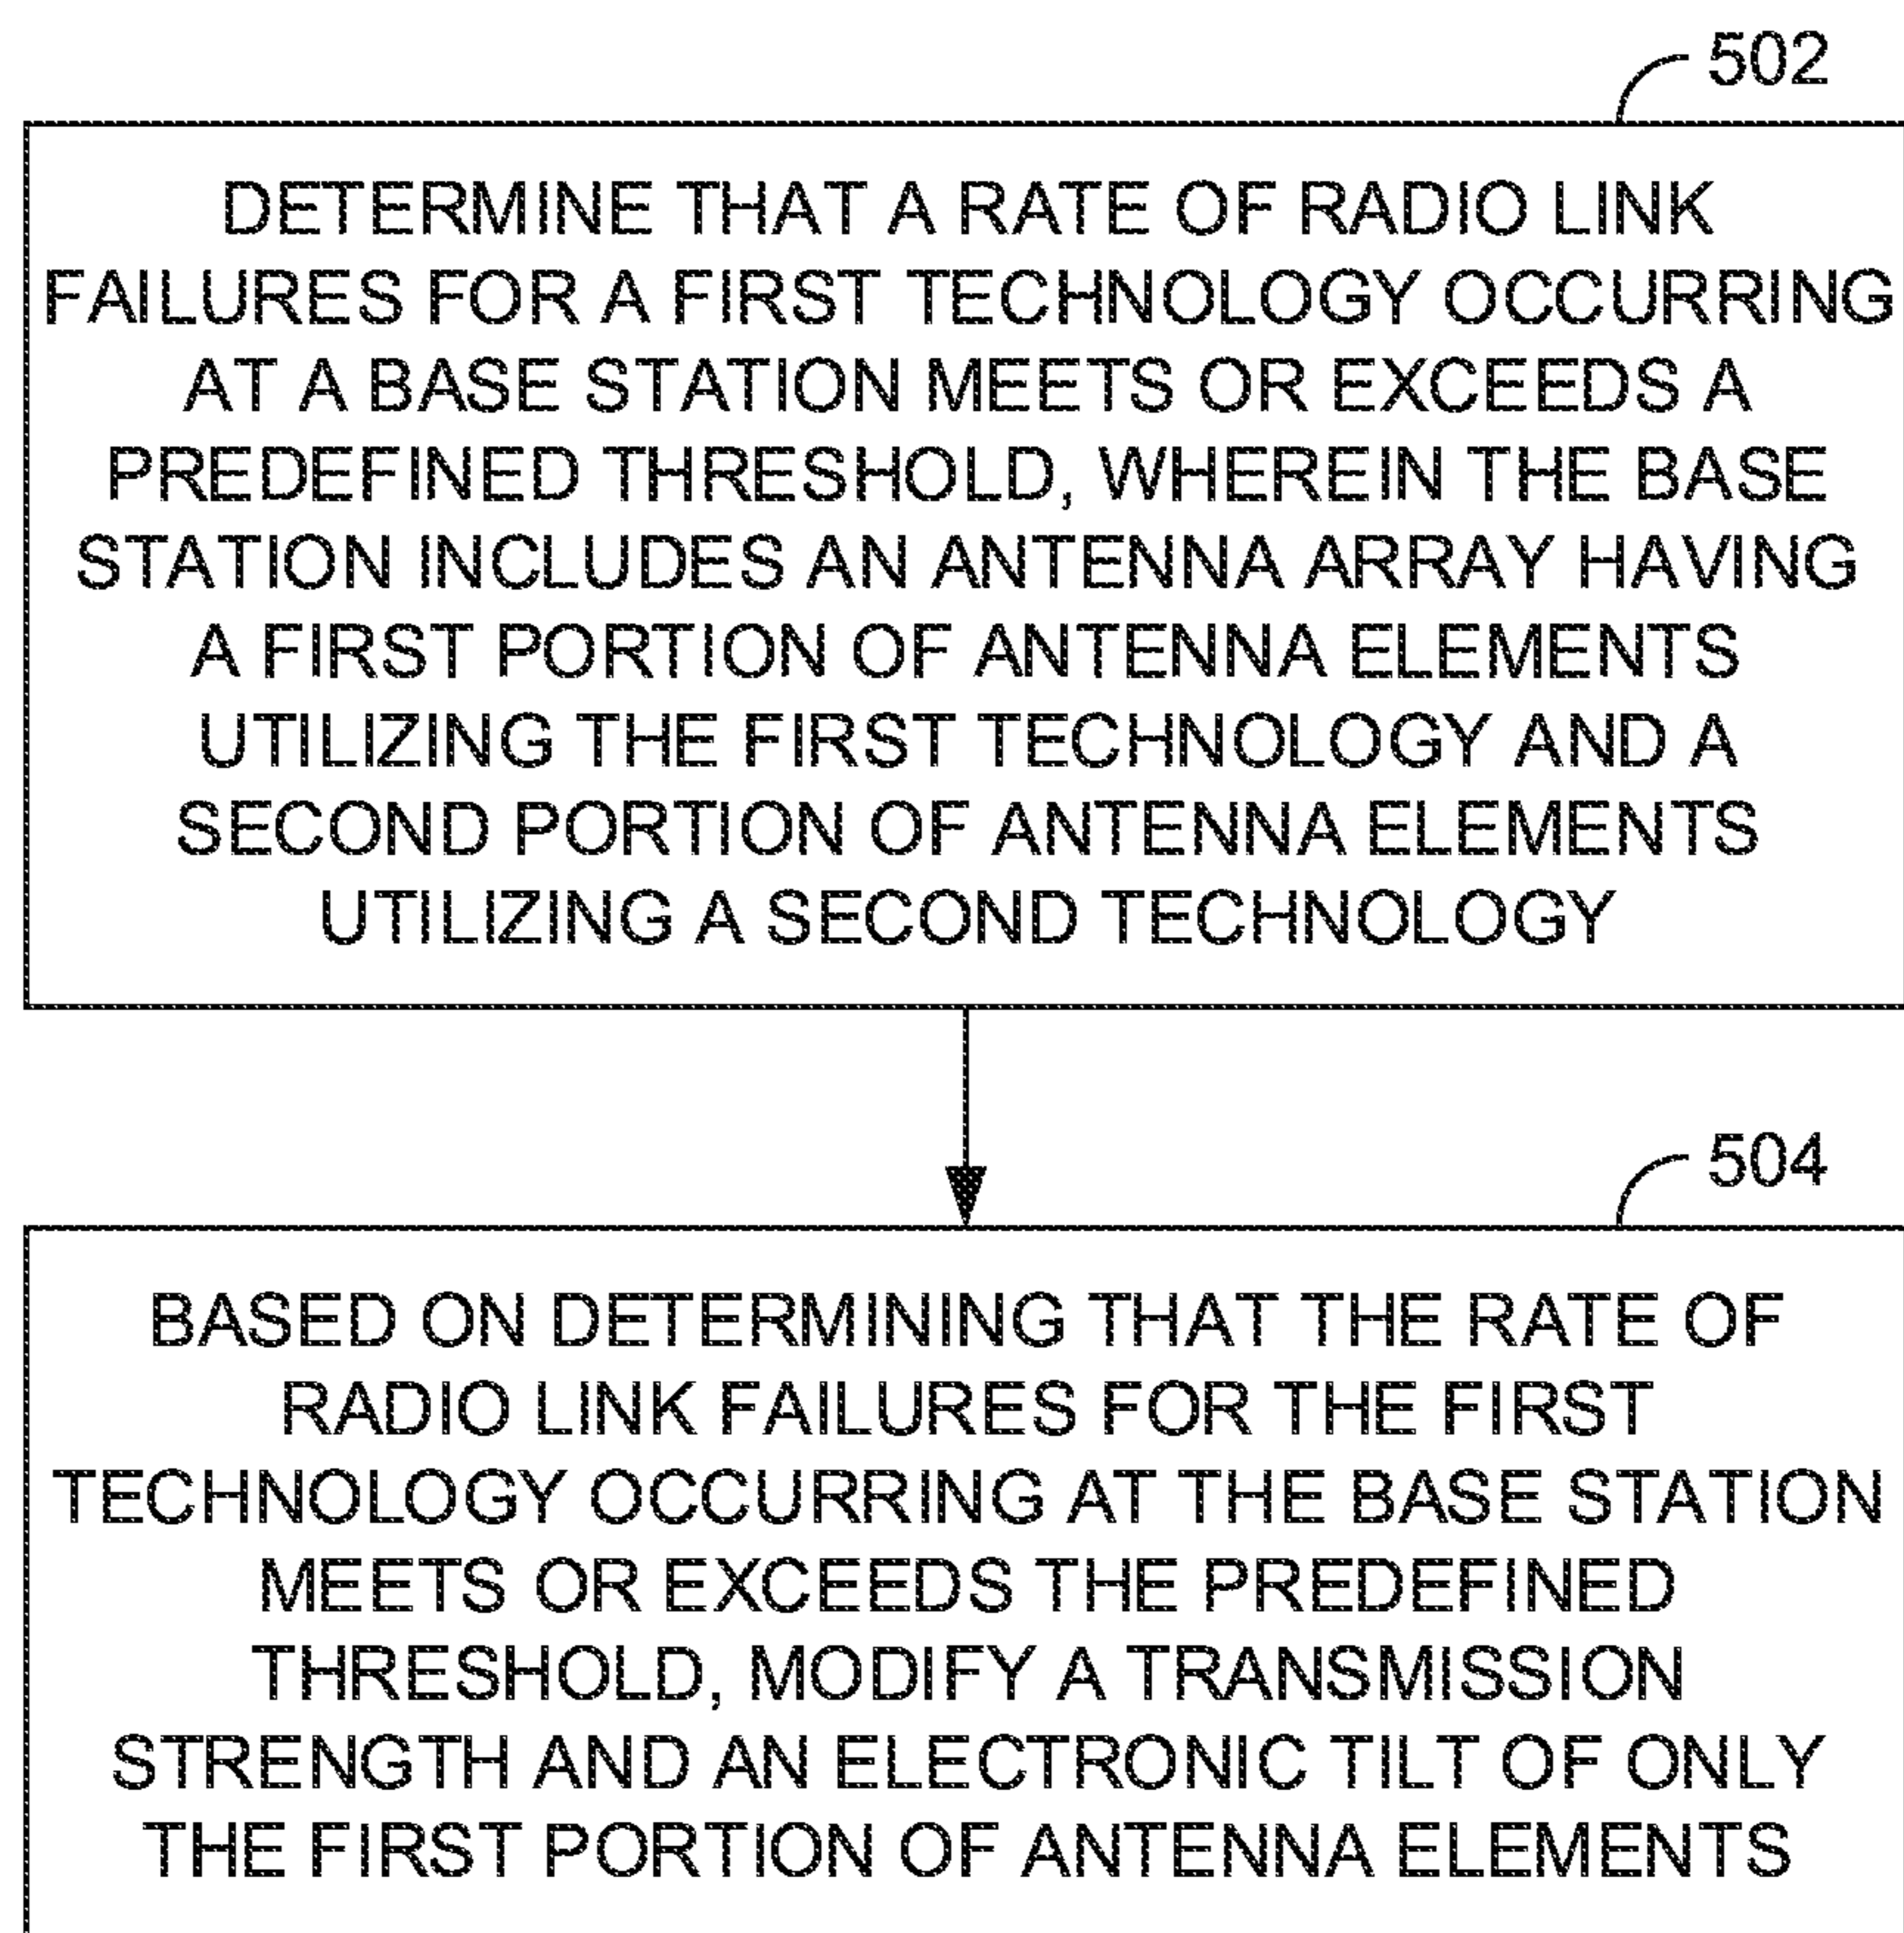 502
DETERMINE THAT A RATE OF RADIO LINK
FAILURES FOR A FIRST TECHNOLOGY OCCURRING
AT A BASE STATION MEETS OR EXCEEDS A
PREDEFINED THRESHOLD, WHEREIN THE BASE
STATION INCLUDES AN ANTENNA ARRAY HAVING
A FIRST PORTION OF ANTENNA ELEMENTS
UTILIZING THE FIRST TECHNOLOGY AND A
SECOND PORTION OF ANTENNA ELEMENTS
UTILIZING A SECOND TECHNOLOGY
504
BASED ON DETERMINING THAT THE RATE OF
RADIO LINK FAILURES FOR THE FIRST
TECHNOLOGY OCCURRING AT THE BASE STATION
MEETS OR EXCEEDS THE PREDEFINED
THRESHOLD, MODIFY A TRANSMISSION
STRENGTH AND AN ELECTRONIC TILT OF ONLY
THE FIRST PORTION OF ANTENNA ELEMENTS